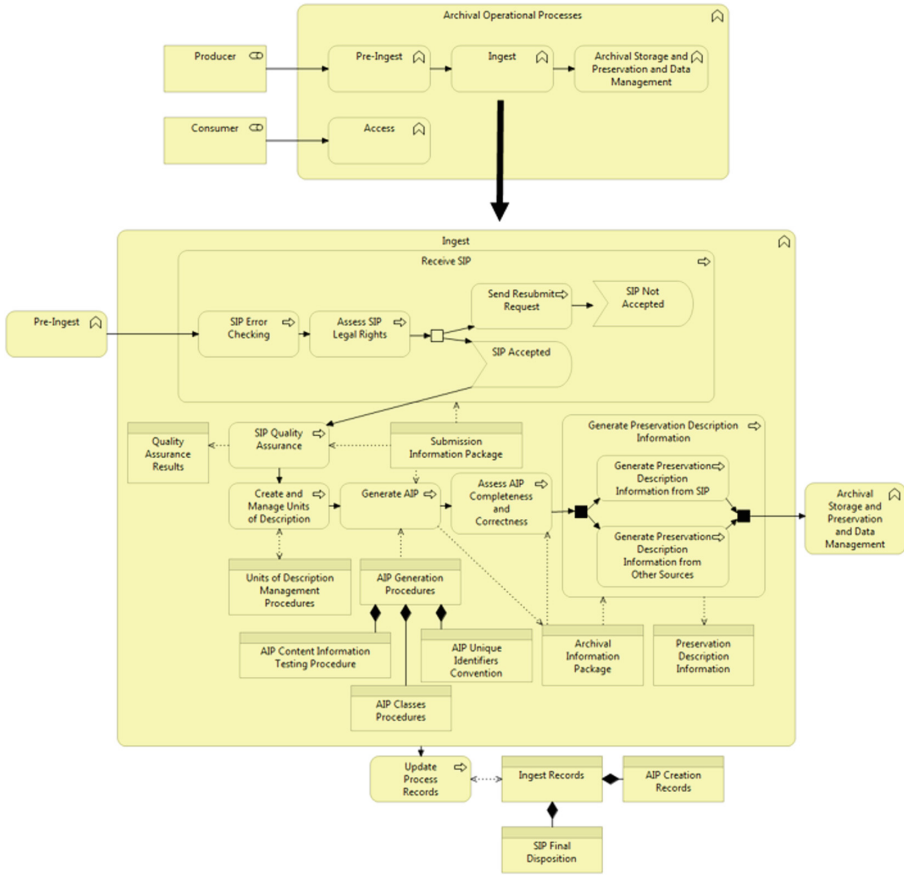 Archival Operational Processes
Producer
Pre-Ingest
Ingest
Archival Storage and
Preservation and Data
Management
Consumer
Access
Ingest
Receive SIP
Pre-Ingest
SIP Error
Checking
Assess SIP
Legal Rights
Send Resubmit
Request
SIP Not
Accepted
SIP Accepted
Quality
Assurance
Results
SIP Quality
Assurance
Submission
Information Package
Generate Preservation Description
Information
Create and
Manage Units
of Description
Generate AIP
Assess AIP
Completeness
and
Correctness
Generate Preservation
Description
Information from SIP
Generate Preservation
Description
Information from
Other Sources
Archival
Storage and
Preservation
and Data
Management
Units of Description
Management
Procedures
AIP Generation
Procedures
AIP Content Information
Testing Procedure
AIP Unique
Identifiers
Convention
Archival
Information
Package
Preservation
Description
Information
AIP Classes
Procedures
Update
Process
Records
Ingest Records
AIP Creation
Records
SIP Final
Disposition